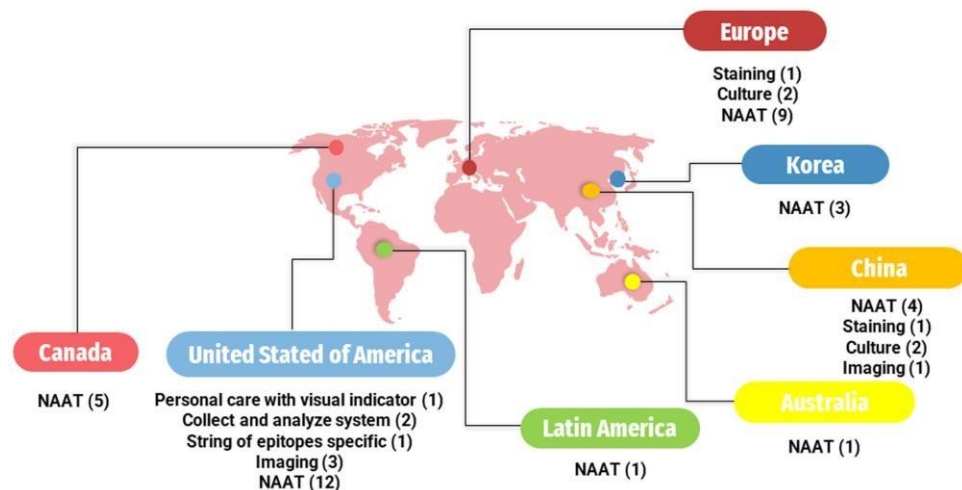 Europe
Staining (1)
Culture (2)
NAAT (9)
Korea
NAAT (3)
China
NAAT (4)
Staining (1)
Culture (2)
Imaging (1)
Canada
NAAT (5)
United Stated of America
Personal care with visual indicator (1)
Collect and analyze system (2)
String of epitopes specific (1)
Imaging (3)
NAAT (12)
Latin America
NAAT (1)
Australia
NAAT (1)